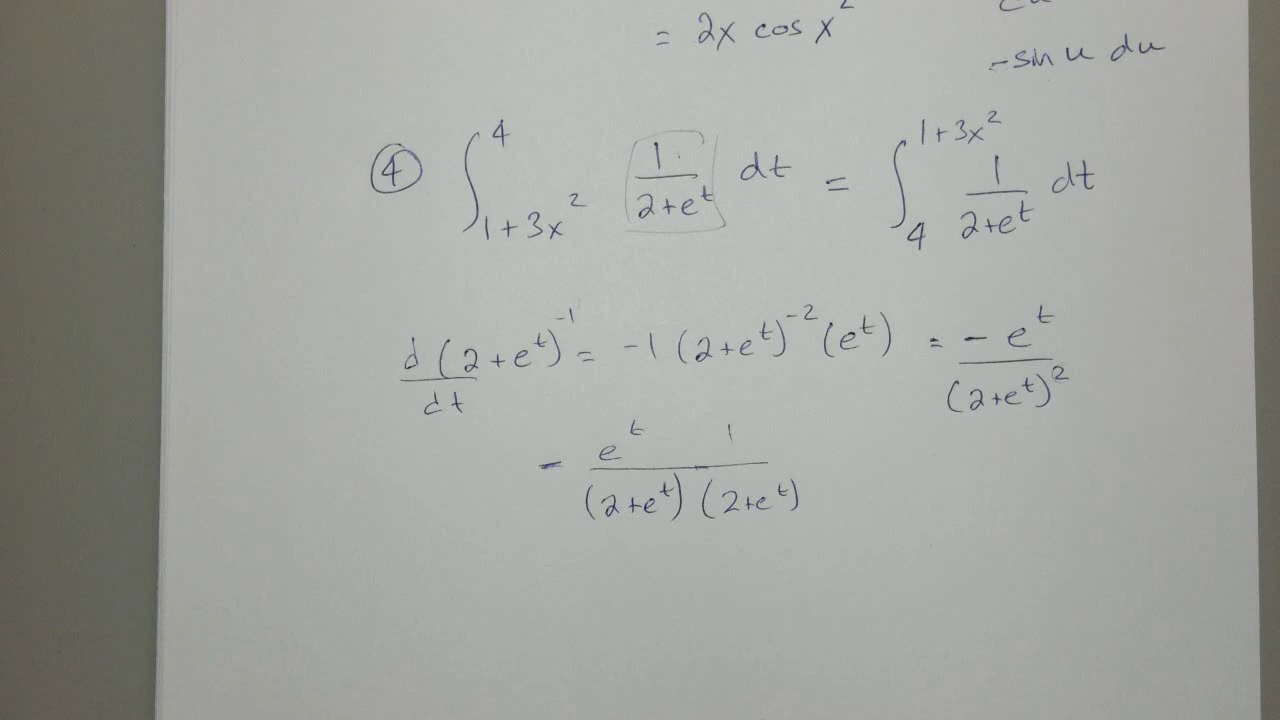 = 2x cos x²
-sin u du
④ ∫_{1+3x²}^{4} 1/(2+e^t) dt = ∫_{4}^{1+3x²} 1/(2+e^t) dt
d/dt (2+e^t)^{-1} = -1 (2+e^t)^{-2} (e^t) = -e^t/(2+e^t)²
- e^t 1/((2+e^t) (2+e^t))